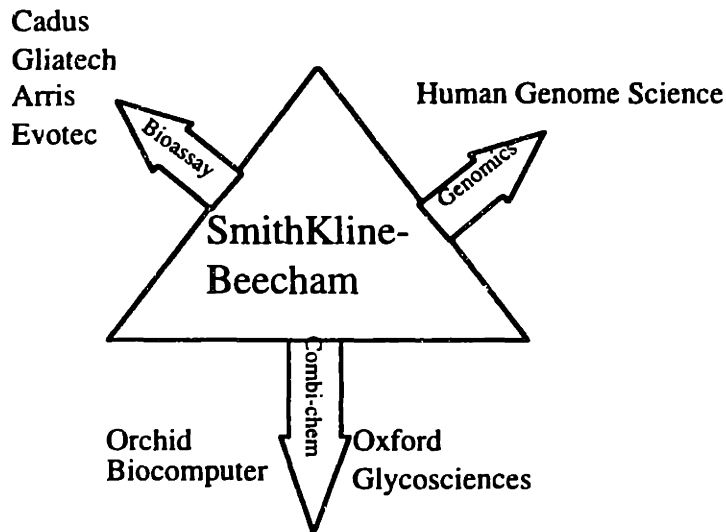 Cadus
Gliatech
Arris
Evotec
Bioassay
Human Genome Science
Genomics
SmithKline-
Beecham
Combi-chem
Orchid
Biocomputer
Oxford
Glycosciences